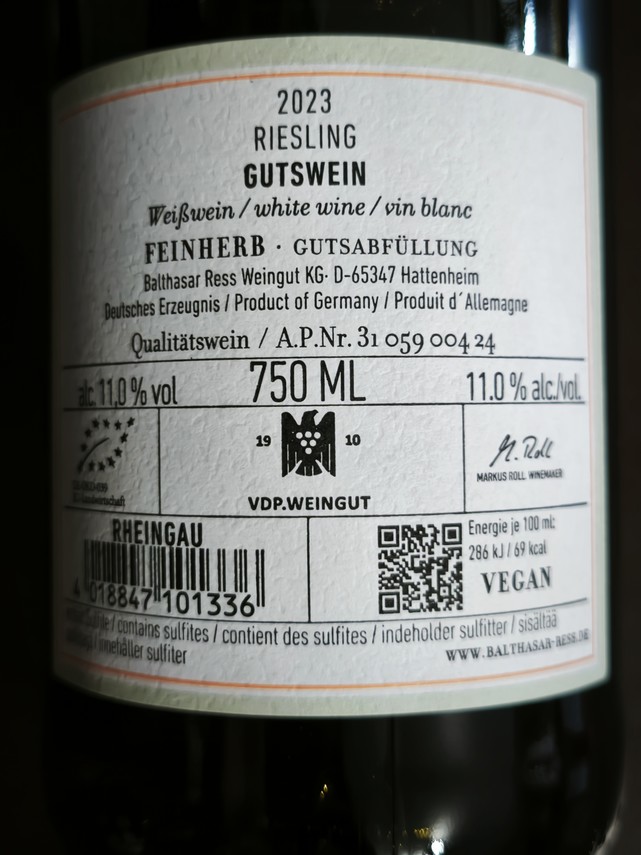 2023
RIESLING
GUTSWEIN
Weißwein / white wine / vin blanc
FEINHERB · GUTSABFÜLLUNG
Balthasar Ress Weingut KG· D-65347 Hattenheim
Deutsches Erzeugnis / Product of Germany / Produit d´Allemagne
Qualitätswein / A.P.Nr. 31 059 004 24
alc. 11,0 % vol 750 ML 11.0 % alc./vol.
19 10
M. Roll
MARKUS ROLL, WINEMAKER
VDP.WEINGUT
RHEINGAU
4 018847 101336
Energie je 100 ml:
286 kJ / 69 kcal
VEGAN
/ contains sulfites / contient des sulfites / indeholder sulfitter / sisältää
/ innehåller sulfiter
WWW.BALTHASAR-RESS.DE